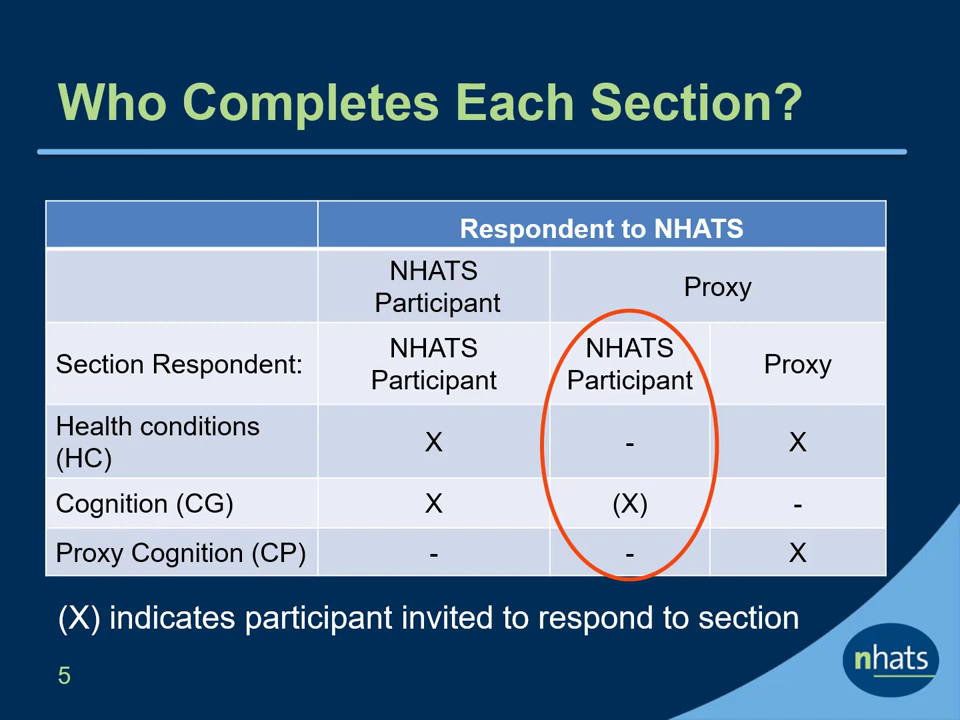 Who Completes Each Section?
Respondent to NHATS
NHATS
Participant
Proxy
Section Respondent:
NHATS
Participant
NHATS
Participant
Proxy
Health conditions
(HC)
X
-
X
Cognition (CG)
X
(X)
-
Proxy Cognition (CP)
-
-
X
(X) indicates participant invited to respond to section
5
nhats